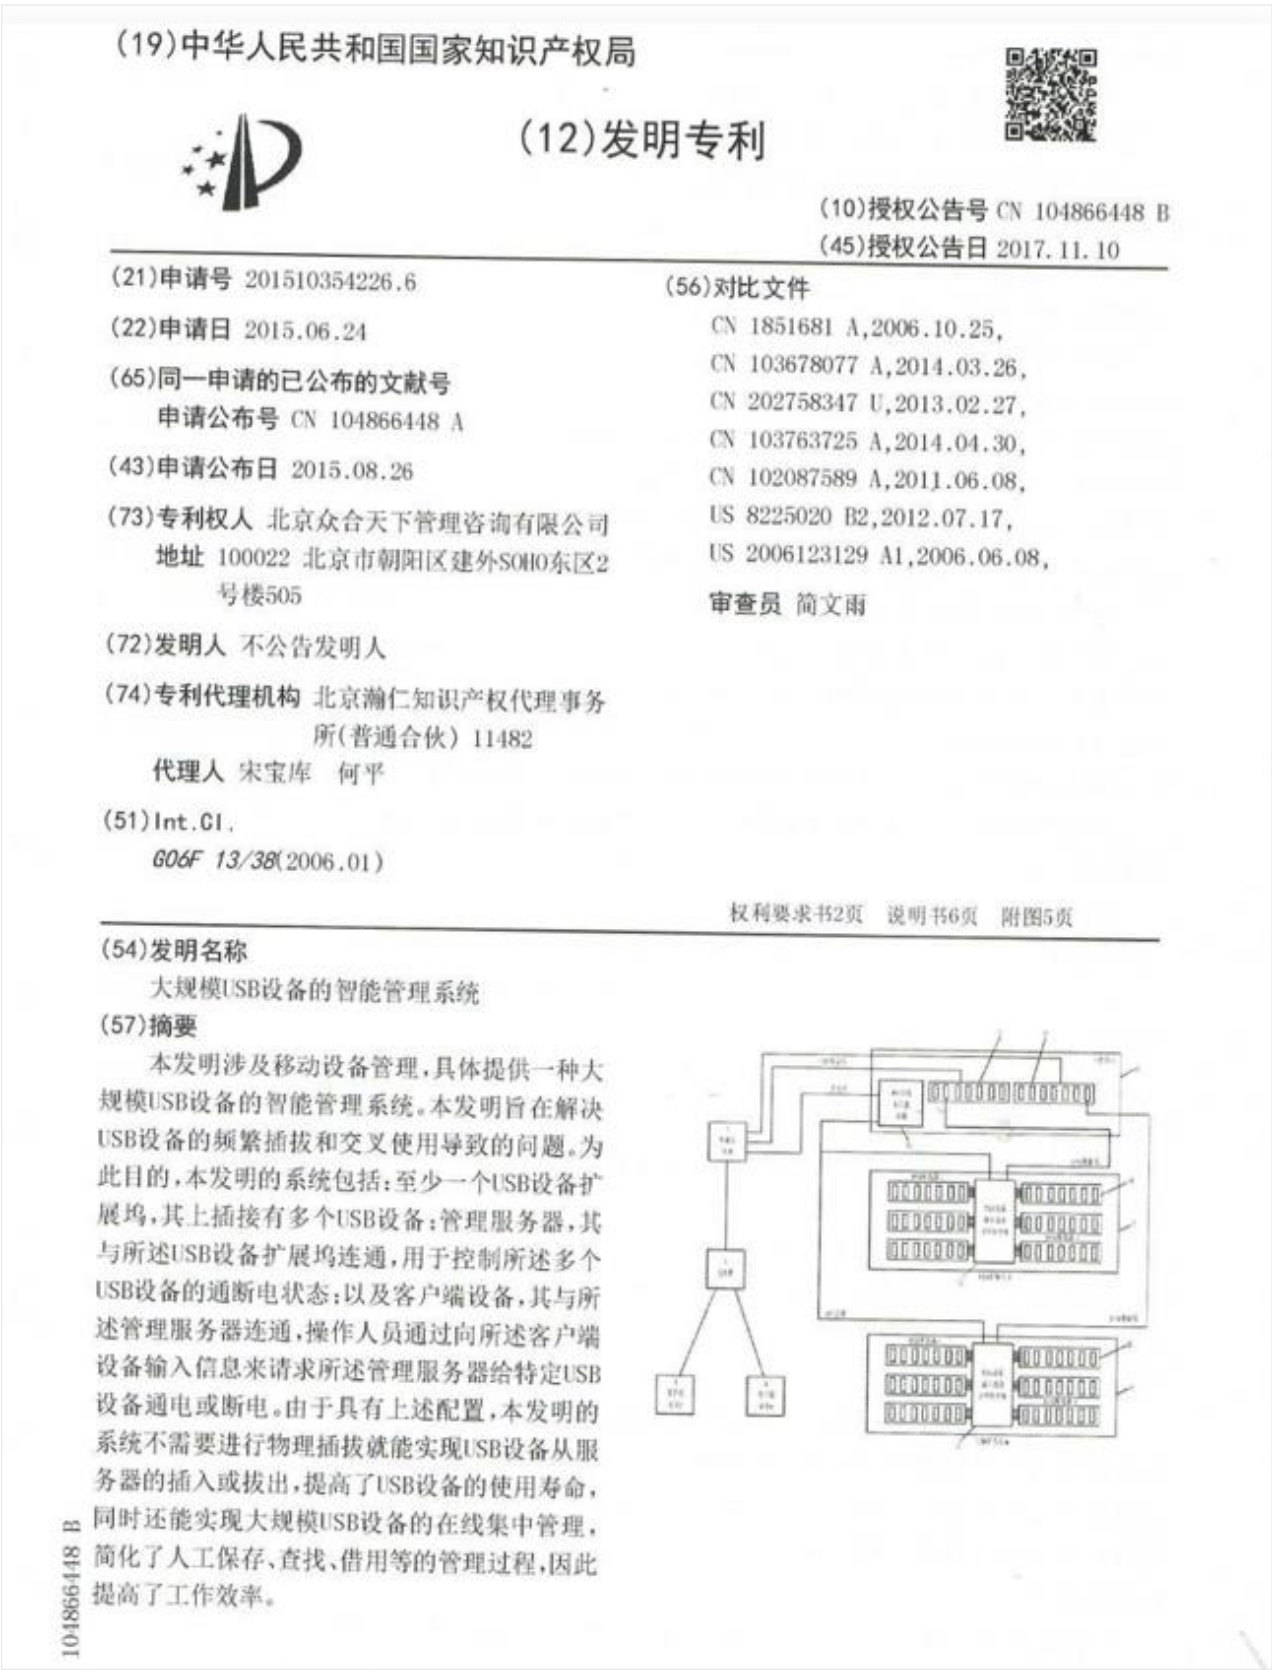 (19)中华人民共和国国家知识产权局
(12)发明专利
(10)授权公告号 CN 104866448 B
(45)授权公告日 2017.11.10
(21)申请号 201510354226.6
(22)申请日 2015.06.24
(65)同一申请的已公布的文献号
申请公布号 CN 104866448 A
(43)申请公布日 2015.08.26
(73)专利权人 北京众合天下管理咨询有限公司
地址 100022 北京市朝阳区建外SOHO东区2
号楼505
(72)发明人 不公告发明人
(74)专利代理机构 北京瀚仁知识产权代理事务
所(普通合伙) 11482
代理人 宋宝库 何平
(51)Int.Cl.
G06F 13/38(2006.01)
(56)对比文件
CN 1851681 A,2006.10.25,
CN 103678077 A,2014.03.26,
CN 202758347 U,2013.02.27,
CN 103763725 A,2014.04.30,
CN 102087589 A,2011.06.08,
US 8225020 B2,2012.07.17,
US 2006123129 A1,2006.06.08,
审查员 简文雨
权利要求书2页 说明书6页 附图5页
(54)发明名称
大规模USB设备的智能管理系统
(57)摘要
本发明涉及移动设备管理,具体提供一种大
规模USB设备的智能管理系统。本发明旨在解决
USB设备的频繁插拔和交叉使用导致的问题。为
此目的,本发明的系统包括:至少一个USB设备扩
展坞,其上插接有多个USB设备;管理服务器,其
与所述USB设备扩展坞连通,用于控制所述多个
USB设备的通断电状态;以及客户端设备,其与所
述管理服务器连通,操作人员通过向所述客户端
设备输入信息来请求所述管理服务器给特定USB
设备通电或断电。由于具有上述配置,本发明的
系统不需要进行物理插拔就能实现USB设备从服
务器的插入或拔出,提高了USB设备的使用寿命,
同时还能实现大规模USB设备的在线集中管理,
简化了人工保存、查找、借用等的管理过程,因此
提高了工作效率。
104866448 B